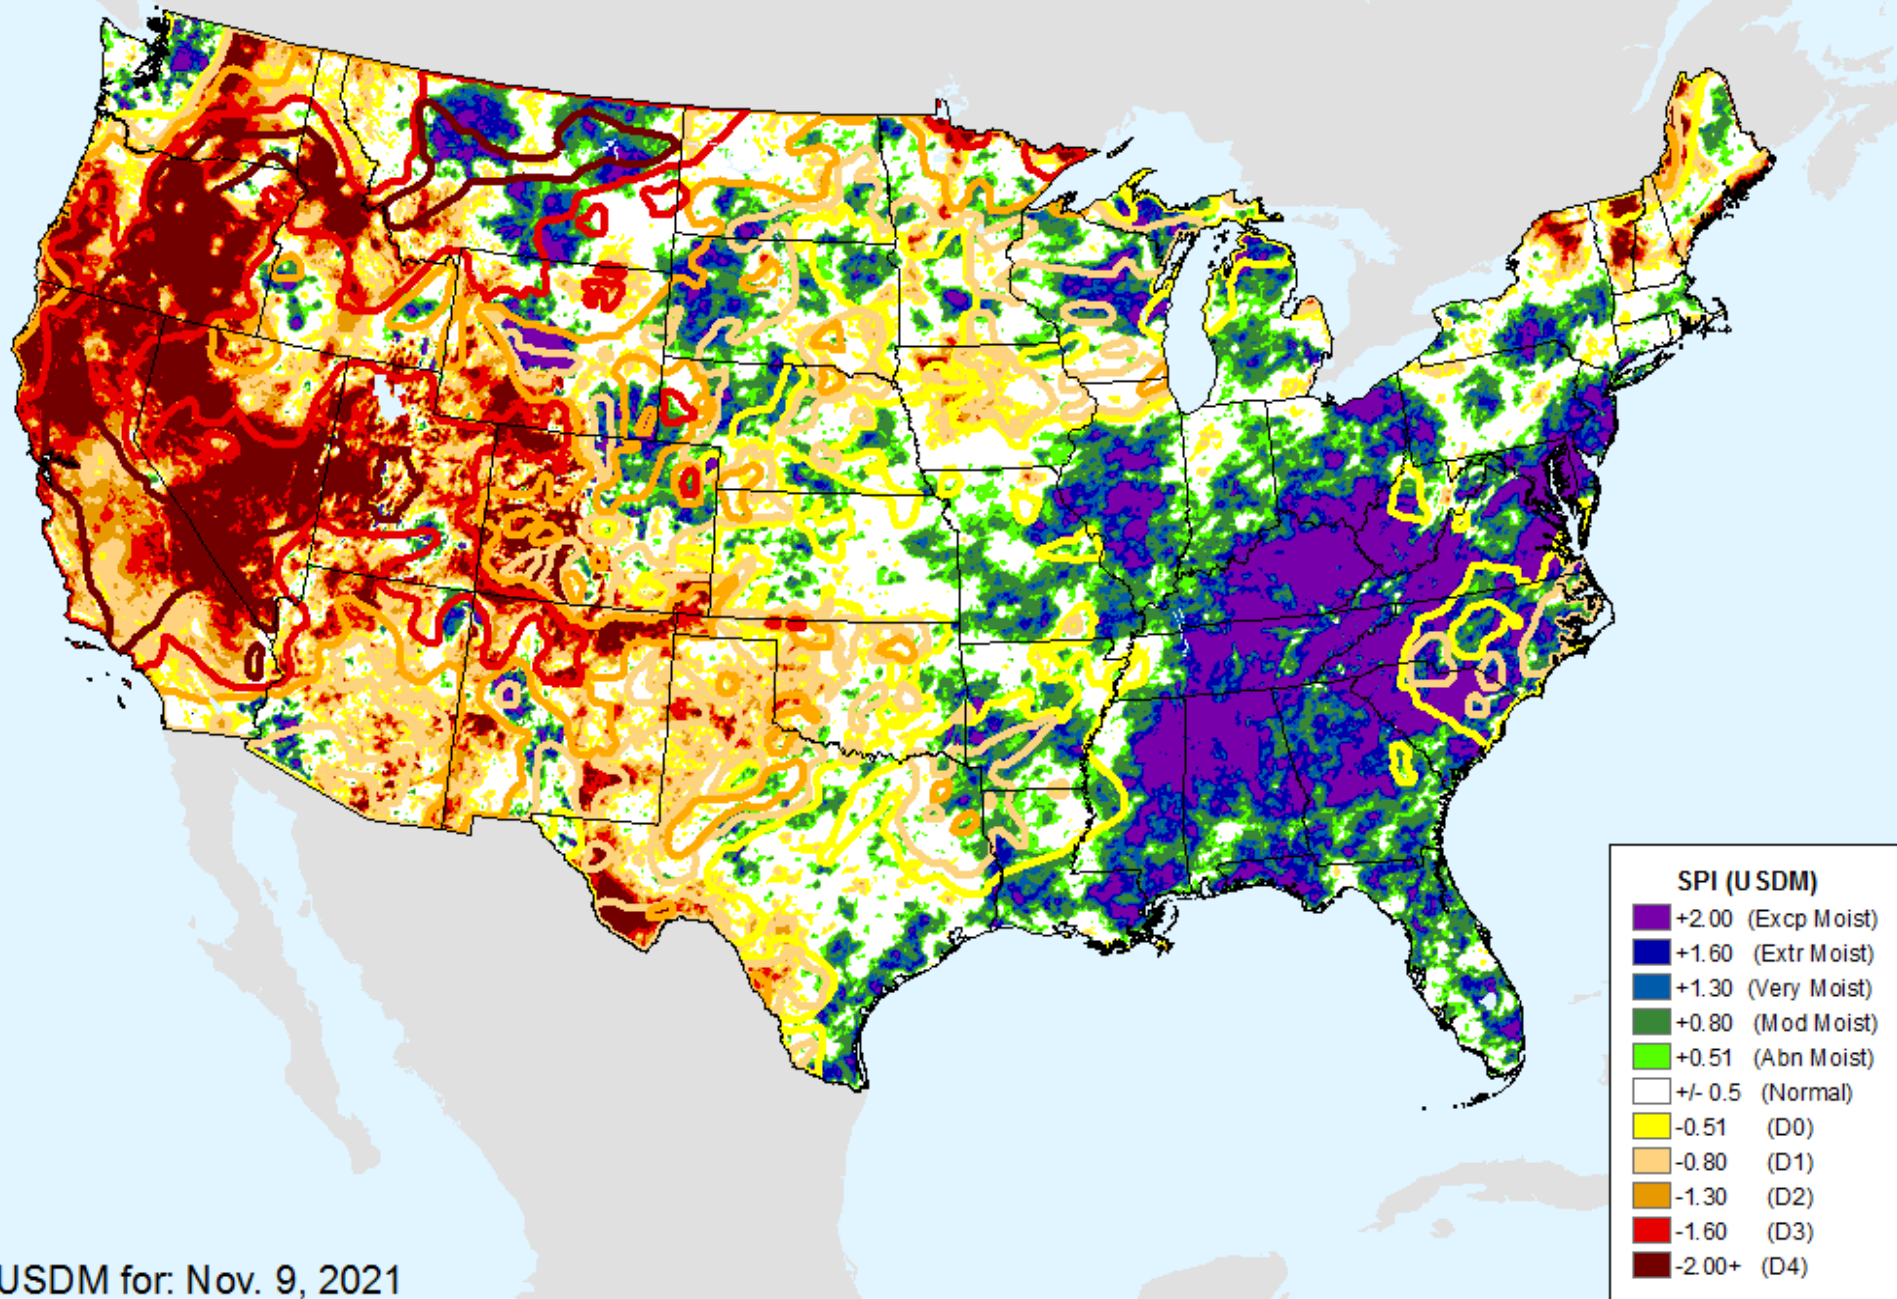 SPI (USDM)
+2.00 (Excp Moist)
+1.60 (Extr Moist)
+1.30 (Very Moist)
+0.80 (Mod Moist)
+0.51 (Abn Moist)
+/- 0.5 (Normal)
-0.51 (D0)
-0.80 (D1)
-1.30 (D2)
-1.60 (D3)
-2.00+ (D4)
USDM for: Nov. 9, 2021